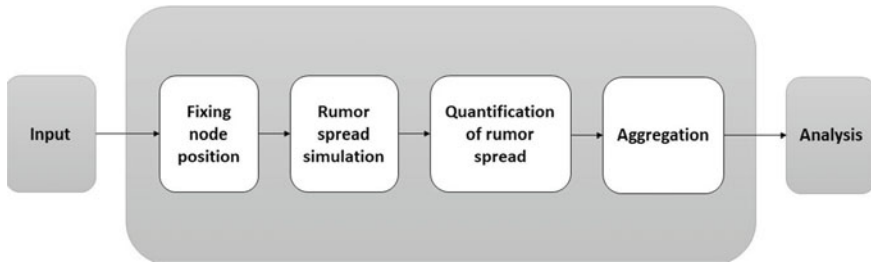 Input
Fixing
node
position
Rumor
spread
simulation
Quantification
of rumor
spread
Aggregation
Analysis